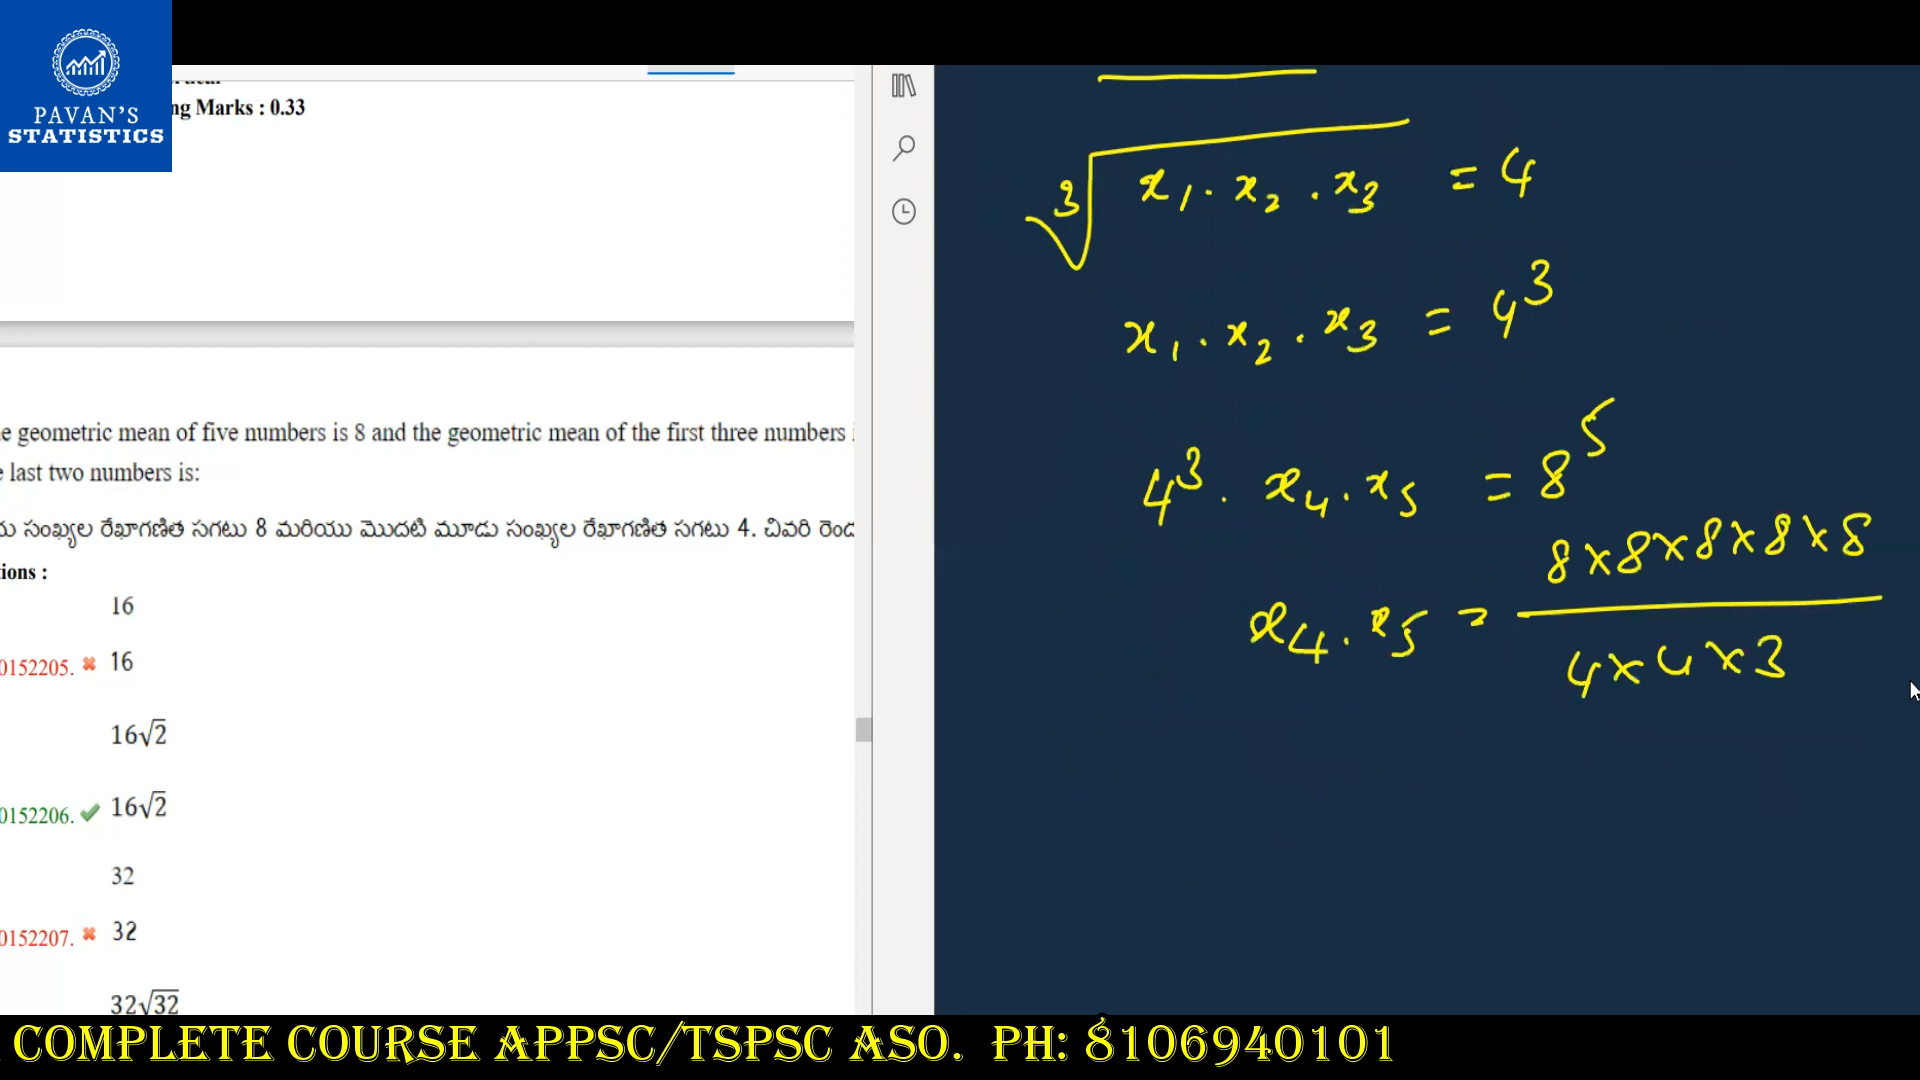 PAVAN'S
STATISTICS
ng Marks : 0.33
e geometric mean of five numbers is 8 and the geometric mean of the first three numbers i
e last two numbers is:
దు సంఖ్యల రేఖాగణిత సగటు 8 మరియు మొదటి మూడు సంఖ్యల రేఖాగణిత సగటు 4. చివరి రెండ
ions :
16
0152205. ✖ 16
16√2
0152206. ✔ 16√2
32
0152207. ✖ 32
32√32
∛(x₁ · x₂ · x₃) = 4
x₁ · x₂ · x₃ = 4³
4³ · x₄ · x₅ = 8⁵
x₄ · x₅ = 8×8×8×8×8
4×4×3
COMPLETE COURSE APPSC/TSPSC ASO. PH: 8106940101